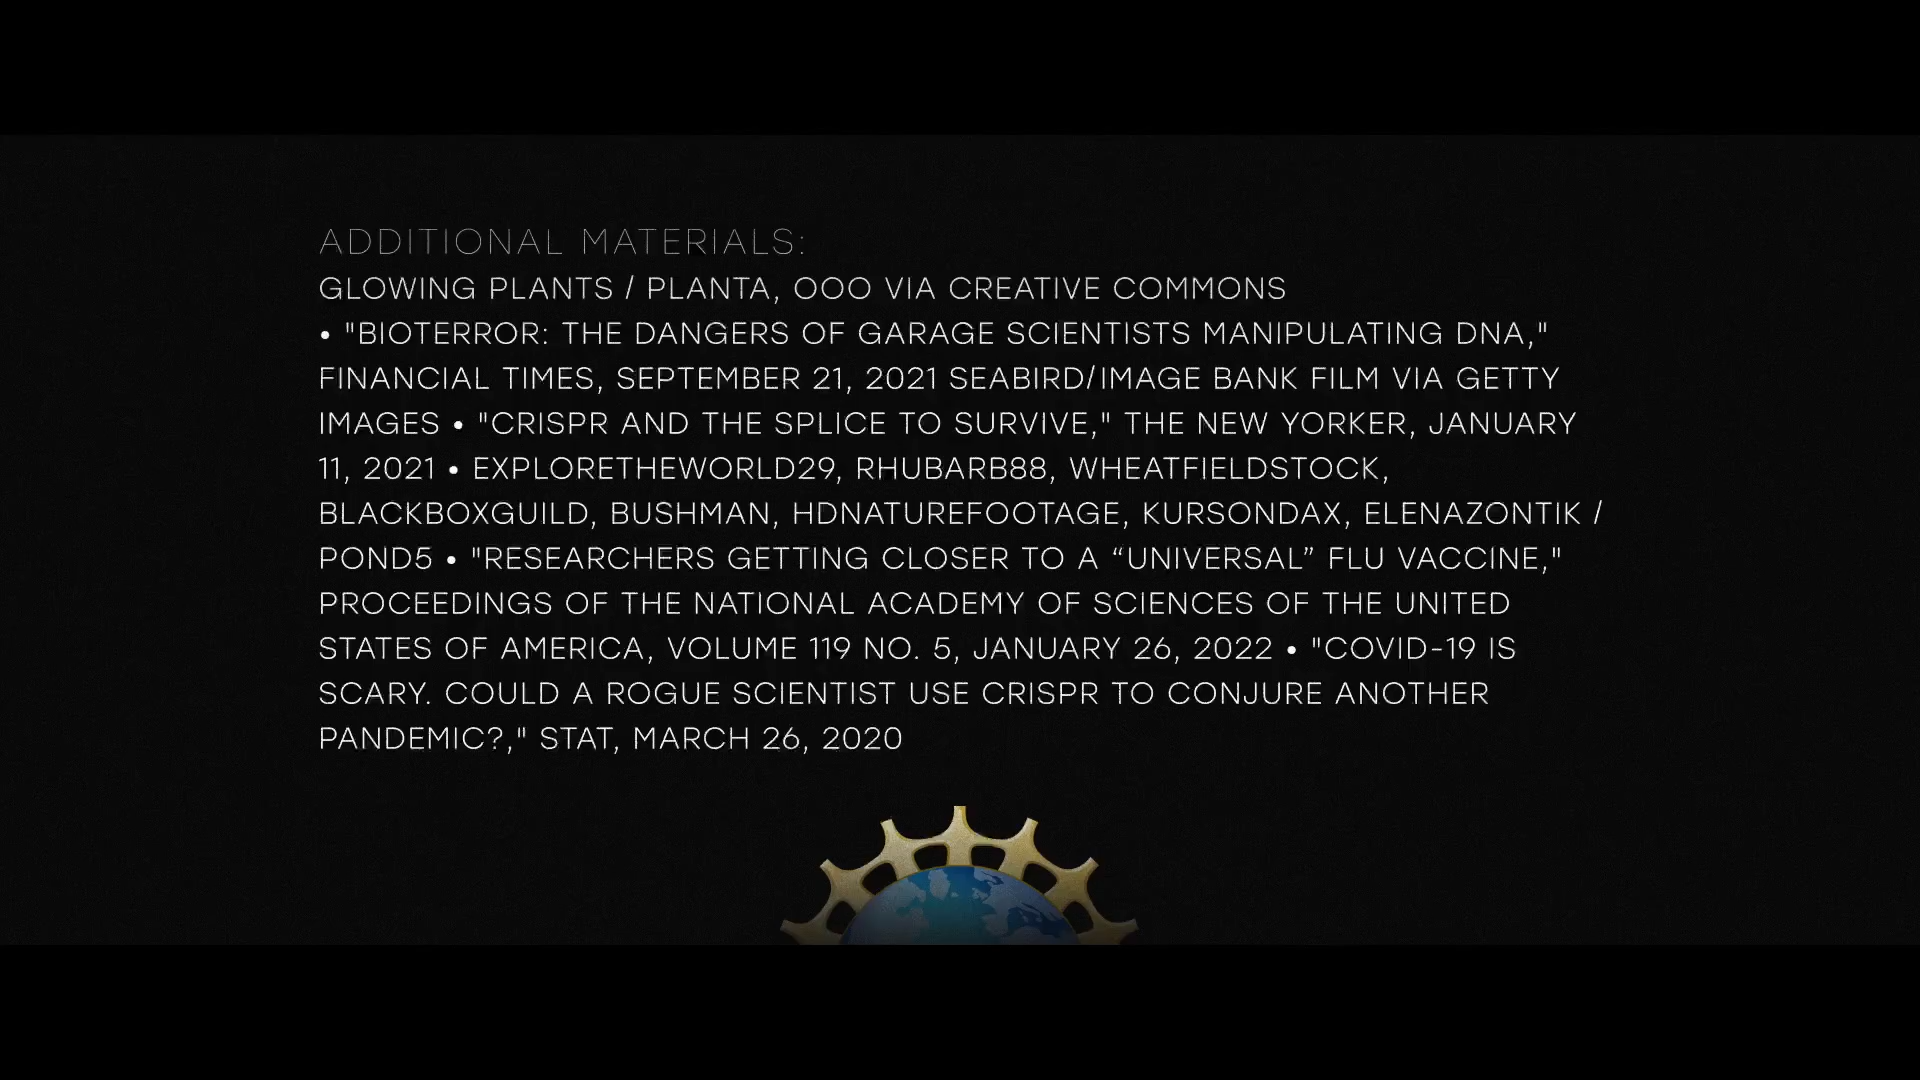 ADDITIONAL MATERIALS:
GLOWING PLANTS / PLANTA, OOO VIA CREATIVE COMMONS
• "BIOTERROR: THE DANGERS OF GARAGE SCIENTISTS MANIPULATING DNA,"
FINANCIAL TIMES, SEPTEMBER 21, 2021 SEABIRD/IMAGE BANK FILM VIA GETTY
IMAGES • "CRISPR AND THE SPLICE TO SURVIVE," THE NEW YORKER, JANUARY
11, 2021 • EXPLORETHEWORLD29, RHUBARB88, WHEATFIELDSTOCK,
BLACKBOXGUILD, BUSHMAN, HDNATUREFOOTAGE, KURSONDAX, ELENAZONTIK /
POND5 • "RESEARCHERS GETTING CLOSER TO A “UNIVERSAL” FLU VACCINE,"
PROCEEDINGS OF THE NATIONAL ACADEMY OF SCIENCES OF THE UNITED
STATES OF AMERICA, VOLUME 119 NO. 5, JANUARY 26, 2022 • "COVID-19 IS
SCARY. COULD A ROGUE SCIENTIST USE CRISPR TO CONJURE ANOTHER
PANDEMIC?," STAT, MARCH 26, 2020